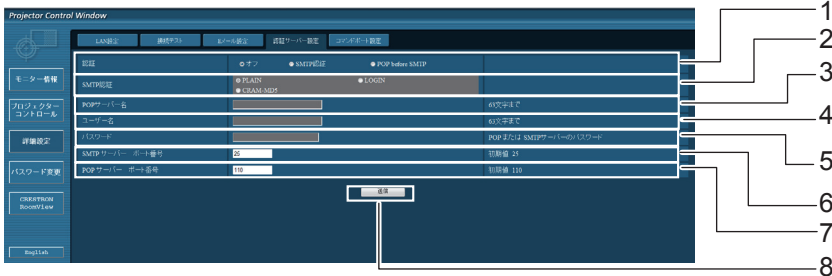 Projector Control Window
LAN設定 接続テスト Eメール設定 認証サーバー設定 コマンドポート設定
モニター情報
プロジェクター
コントロール
詳細設定
パスワード変更
CRESTRON
RoomView
English
認証 オフ SMTP認証 POP before SMTP
SMTP認証 PLAIN LOGIN
CRAM-MD5
POPサーバー名 63文字まで
ユーザー名 63文字まで
パスワード POP または SMTPサーバーのパスワード
SMTP サーバー ポート番号 25 初期値 25
POP サーバー ポート番号 110 初期値 110
送信
1
2
3
4
5
6
7
8